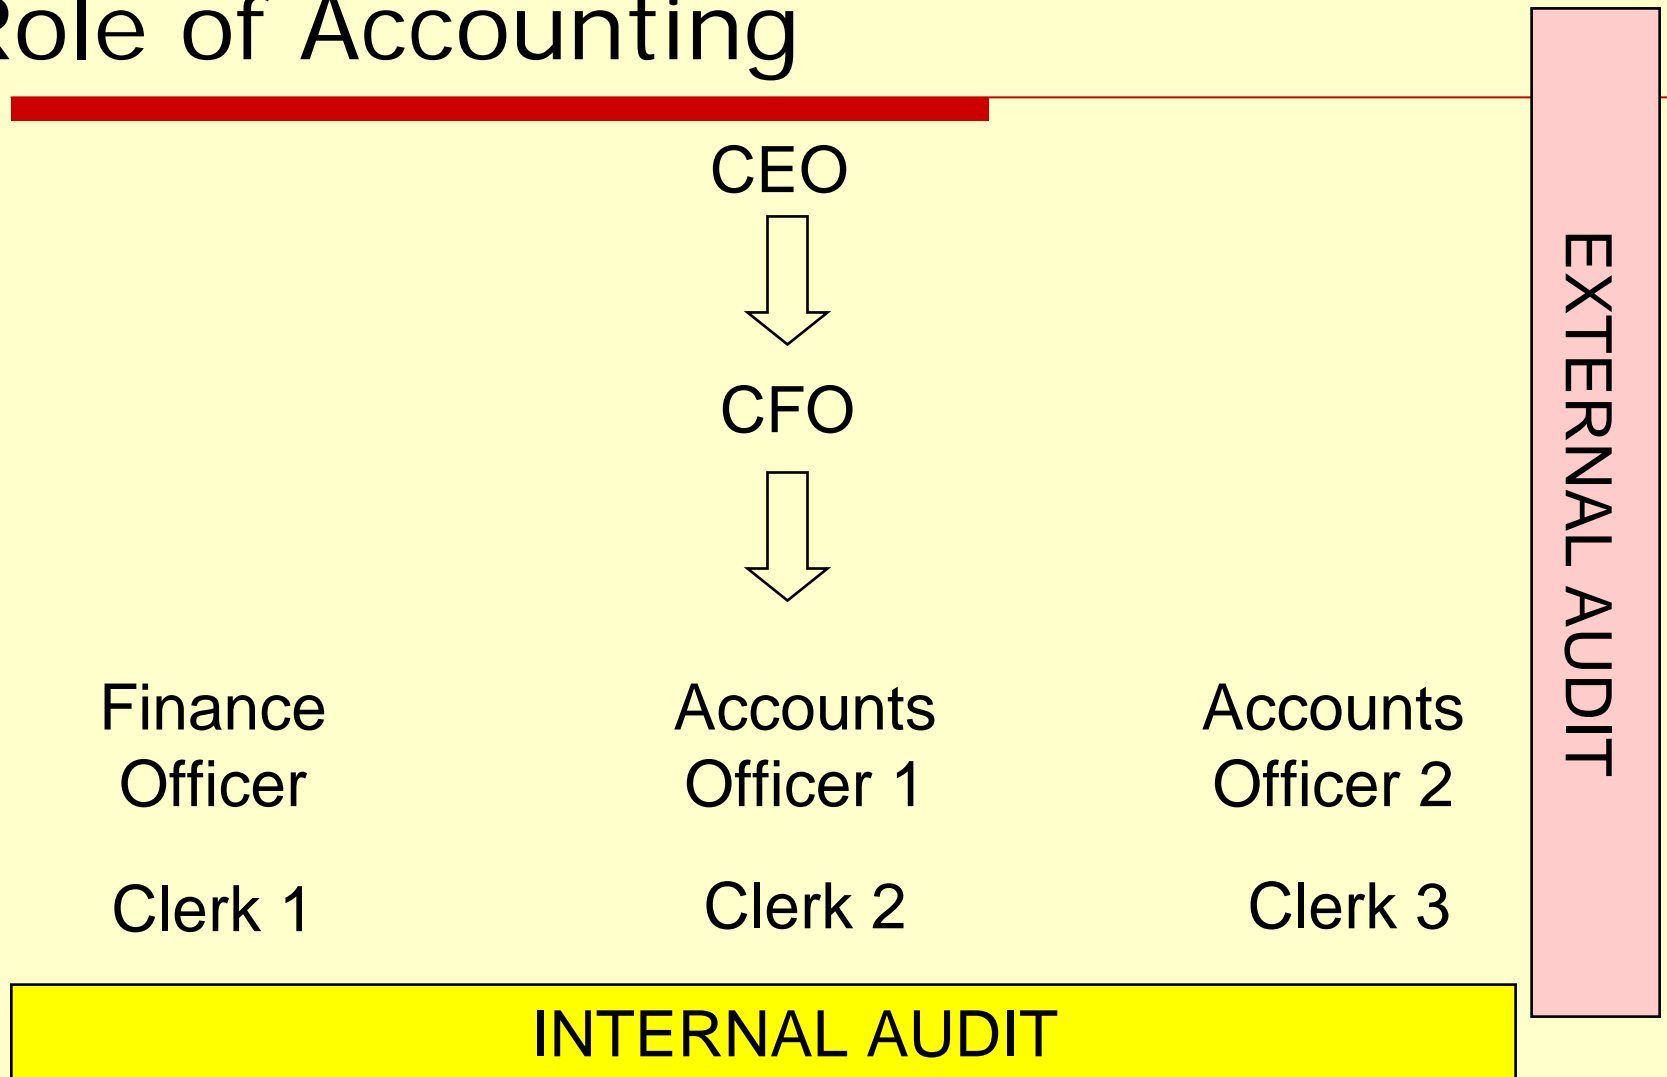 Role of Accounting
CEO
CFO
Finance
Officer
Accounts
Officer 1
Accounts
Officer 2
Clerk 1
Clerk 2
Clerk 3
INTERNAL AUDIT
EXTERNAL AUDIT